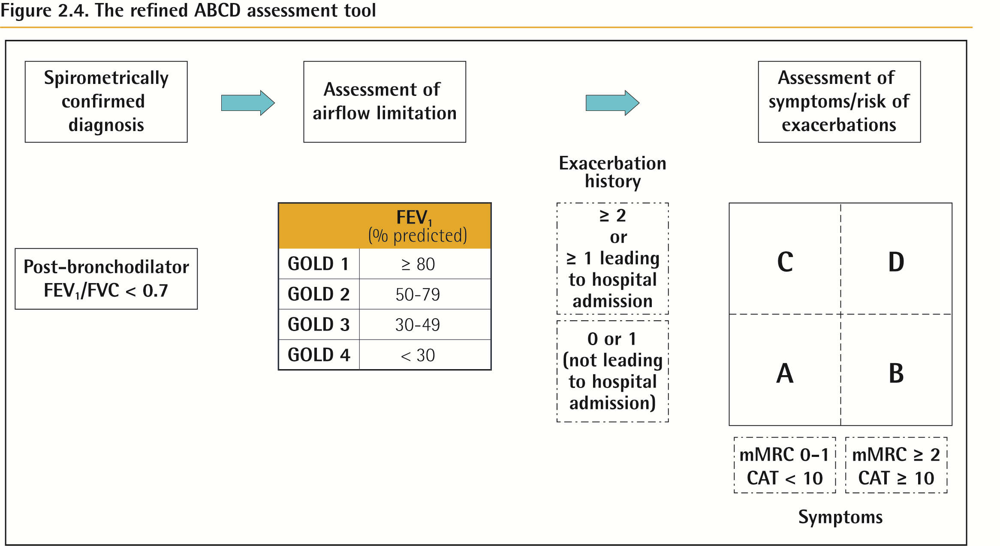 Figure 2.4. The refined ABCD assessment tool
Spirometrically
confirmed
diagnosis
Assessment of
airflow limitation
Assessment of
symptoms/risk of
exacerbations
Post-bronchodilator
FEV₁/FVC < 0.7
FEV₁
(% predicted)
GOLD 1 ≥ 80
GOLD 2 50-79
GOLD 3 30-49
GOLD 4 < 30
Exacerbation
history
≥ 2
or
≥ 1 leading
to hospital
admission
0 or 1
(not leading
to hospital
admission)
C D
A B
mMRC 0-1
CAT < 10
mMRC ≥ 2
CAT ≥ 10
Symptoms